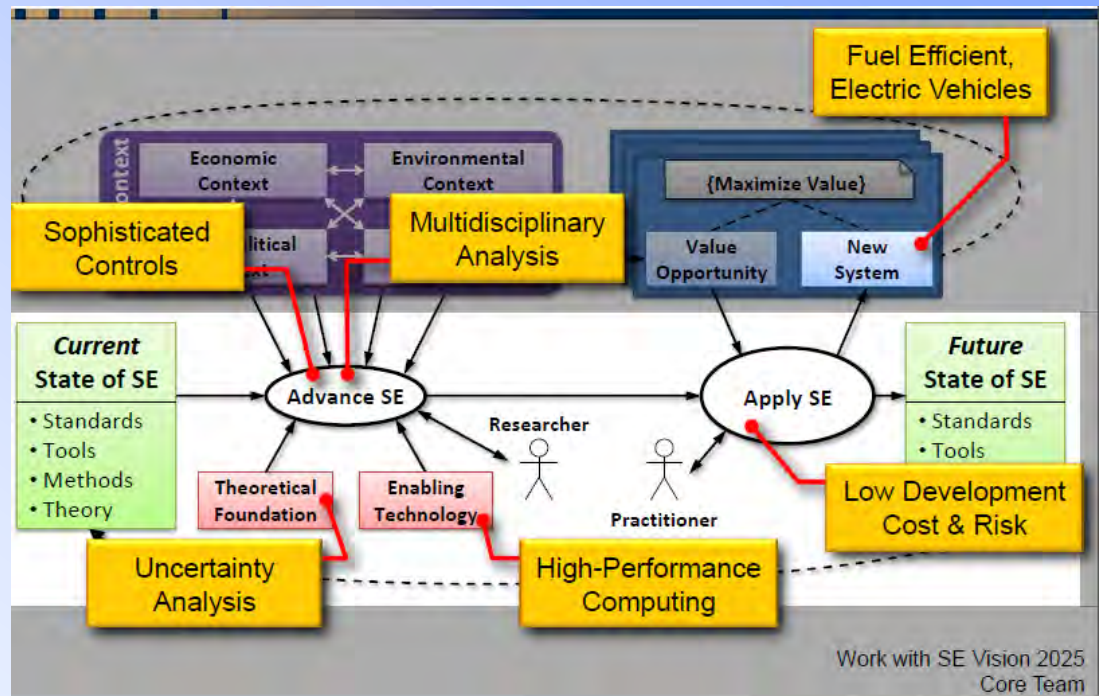 Fuel Efficient,
Electric Vehicles
ontext
Economic
Context
Environmental
Context
{Maximize Value}
Sophisticated
Controls
litical
xt
Multidisciplinary
Analysis
Value
Opportunity
New
System
Current
State of SE
• Standards
• Tools
• Methods
• Theory
Advance SE
Apply SE
Future
State of SE
• Standards
• Tools
Researcher
Practitioner
Theoretical
Foundation
Enabling
Technology
Low Development
Cost & Risk
Uncertainty
Analysis
High-Performance
Computing
Work with SE Vision 2025
Core Team